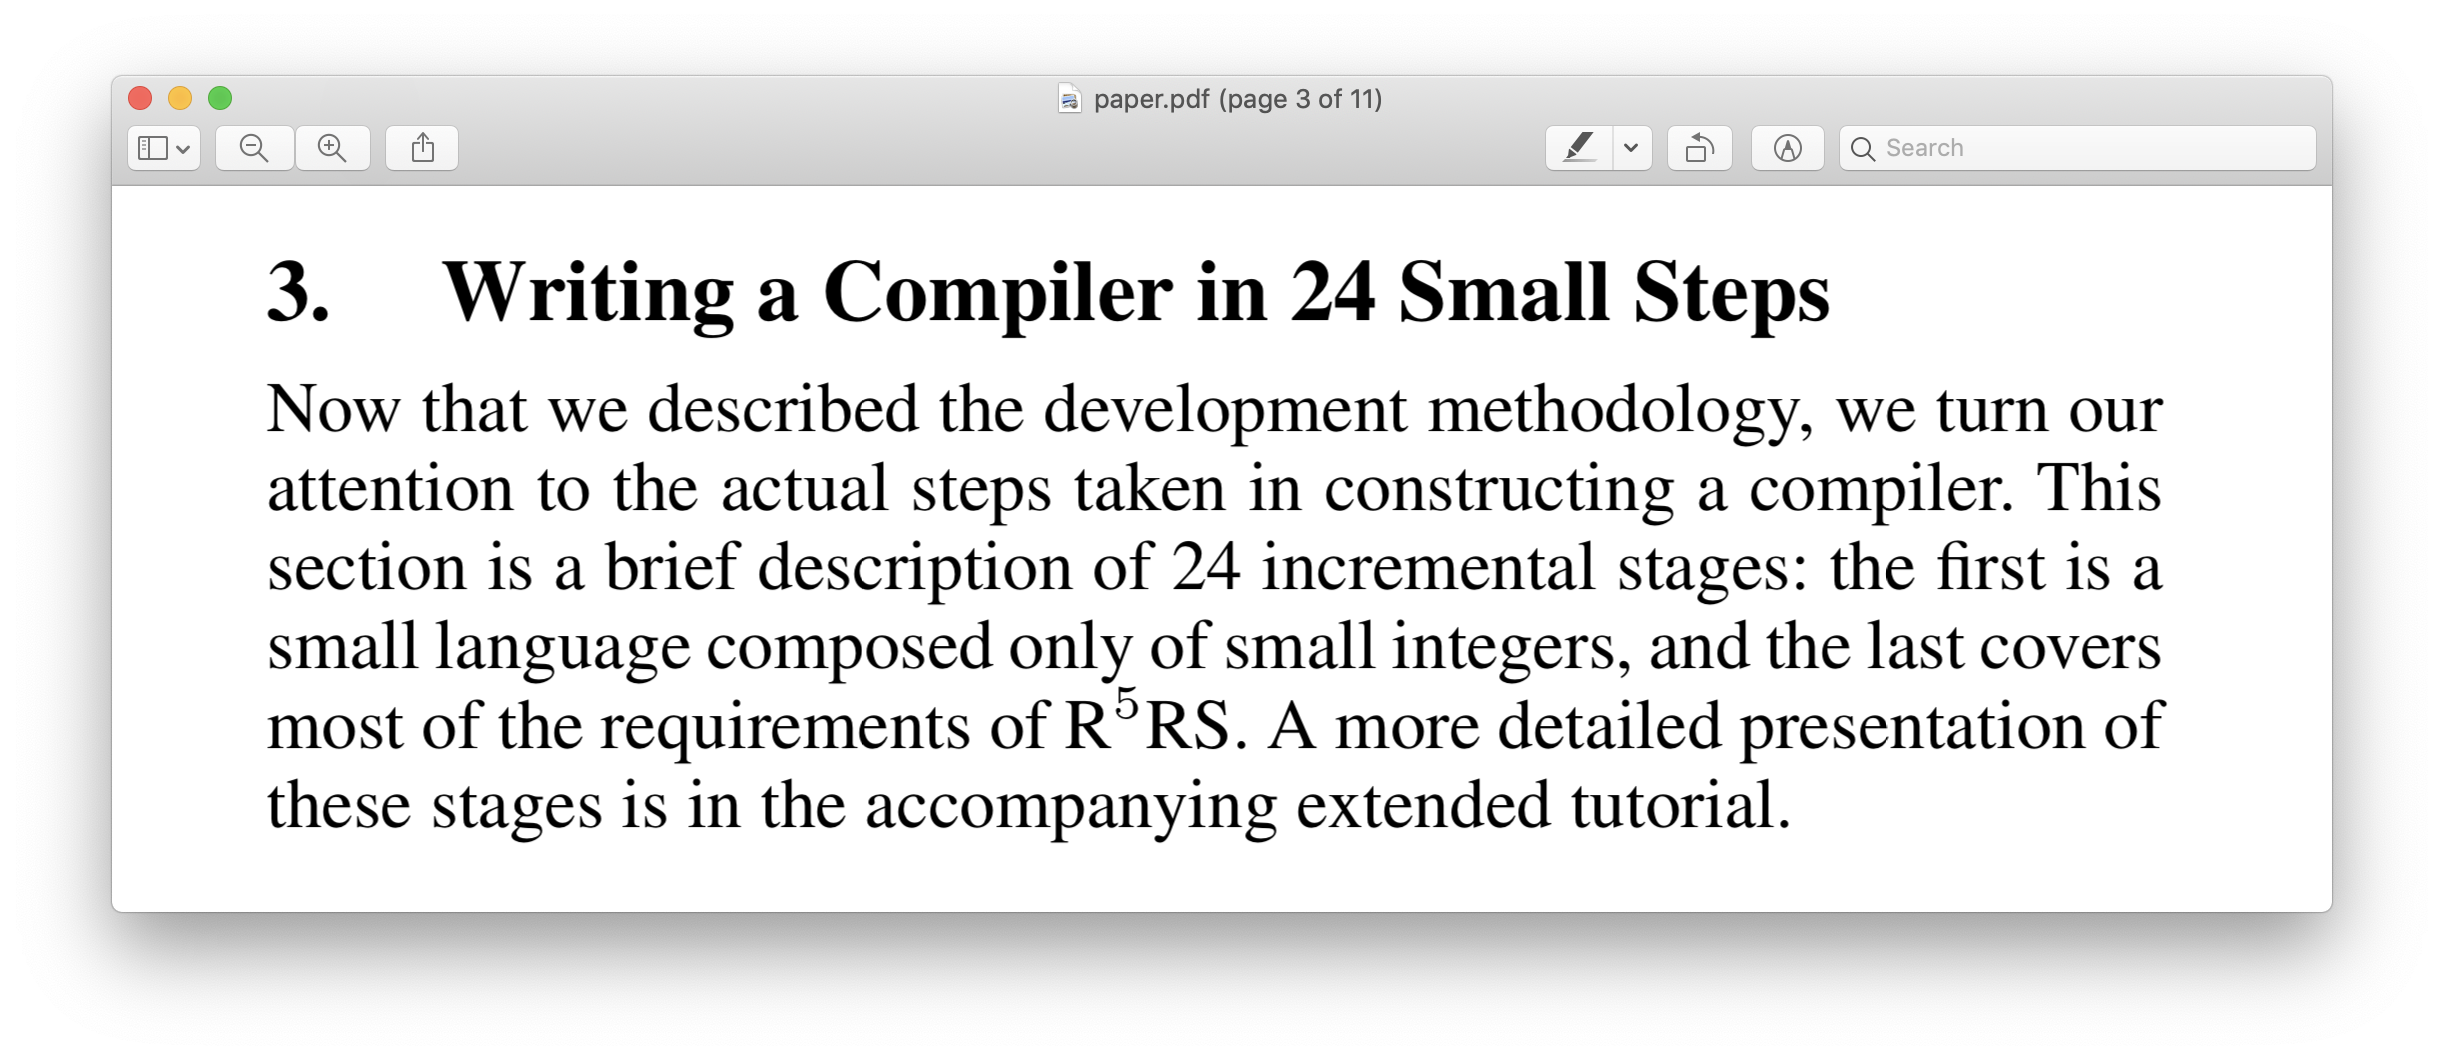 paper.pdf (page 3 of 11)
Search
3. Writing a Compiler in 24 Small Steps
Now that we described the development methodology, we turn our
attention to the actual steps taken in constructing a compiler. This
section is a brief description of 24 incremental stages: the first is a
small language composed only of small integers, and the last covers
most of the requirements of R⁵RS. A more detailed presentation of
these stages is in the accompanying extended tutorial.